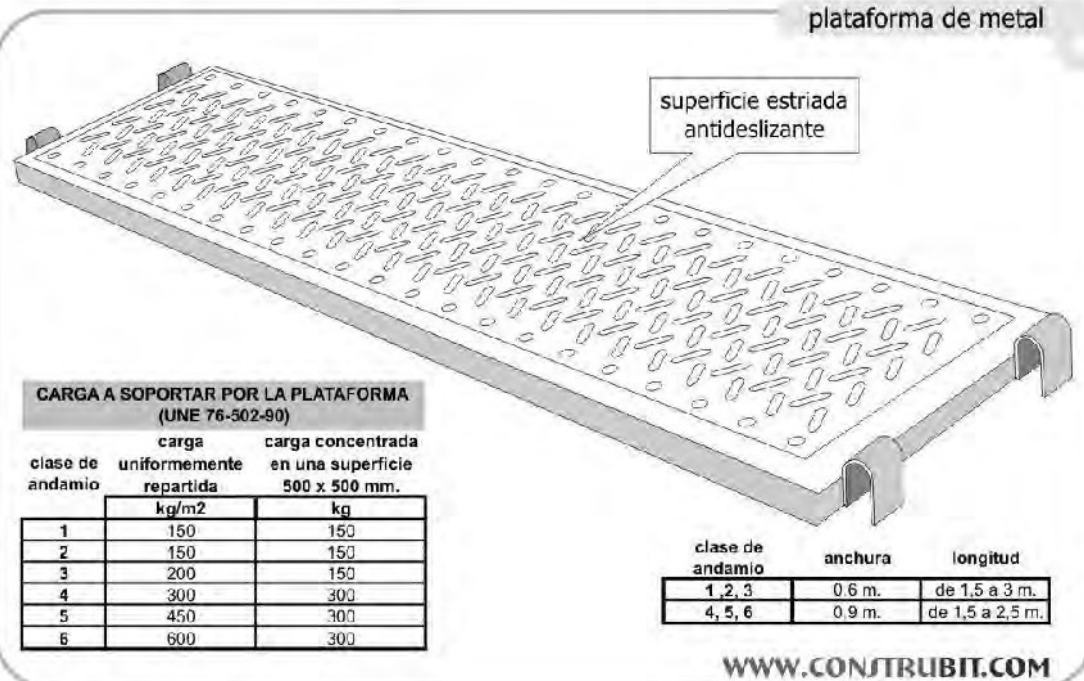 plataforma de metal
superficie estriada
antideslizante
CARGA A SOPORTAR POR LA PLATAFORMA
(UNE 76-502-90)
clase de andamio carga uniformemente repartida carga concentrada en una superficie 500 x 500 mm.
kg/m2 kg
1 150 150
2 150 150
3 200 150
4 300 300
5 450 300
6 600 300
clase de andamio anchura longitud
1 ,2, 3 0.6 m. de 1,5 a 3 m.
4, 5, 6 0,9 m. de 1,5 a 2,5 m.
WWW.CONSTRUBIT.COM